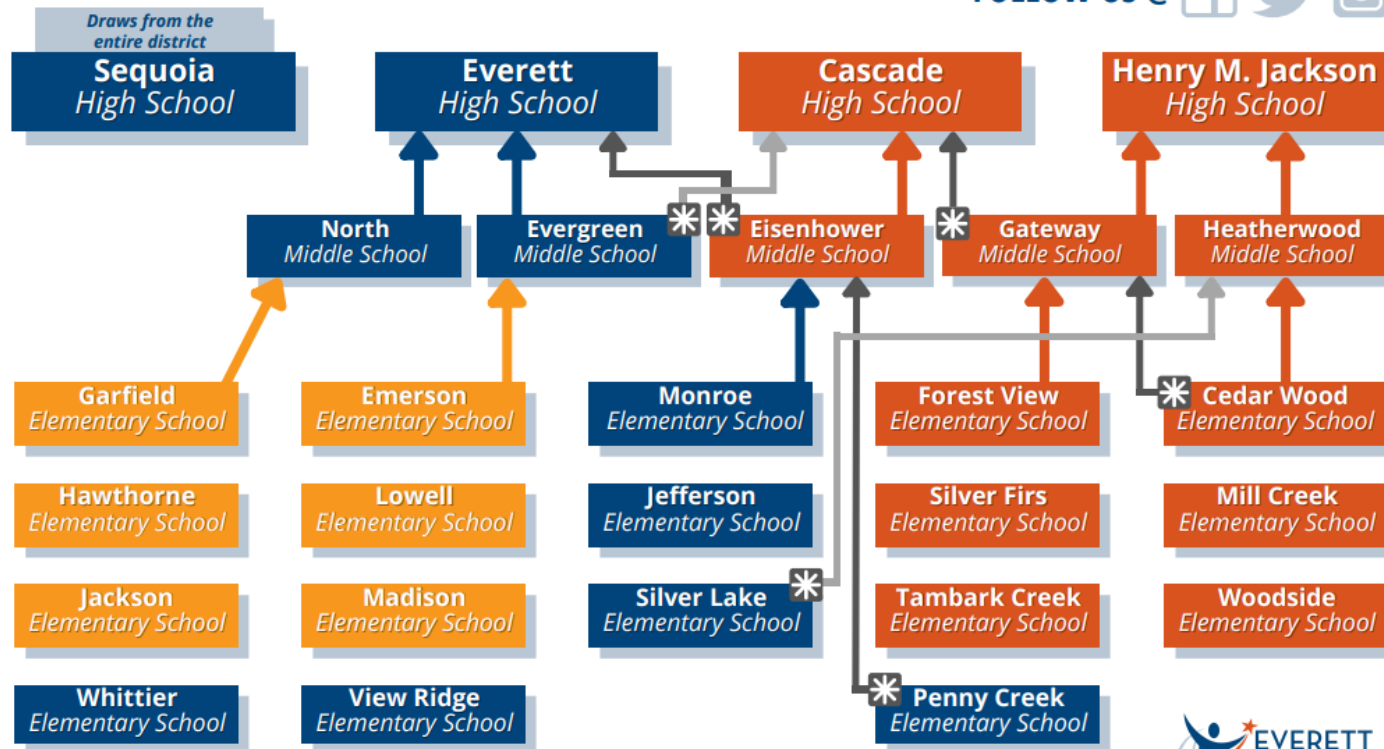 Draws from the
entire district
Sequoia
High School
Everett
High School
Cascade
High School
Henry M. Jackson
High School
North
Middle School
Evergreen
Middle School
Eisenhower
Middle School
Gateway
Middle School
Heatherwood
Middle School
Garfield
Elementary School
Emerson
Elementary School
Monroe
Elementary School
Forest View
Elementary School
Cedar Wood
Elementary School
Hawthorne
Elementary School
Lowell
Elementary School
Jefferson
Elementary School
Silver Firs
Elementary School
Mill Creek
Elementary School
Jackson
Elementary School
Madison
Elementary School
Silver Lake
Elementary School
Tambark Creek
Elementary School
Woodside
Elementary School
Whittier
Elementary School
View Ridge
Elementary School
Penny Creek
Elementary School
EVERETT